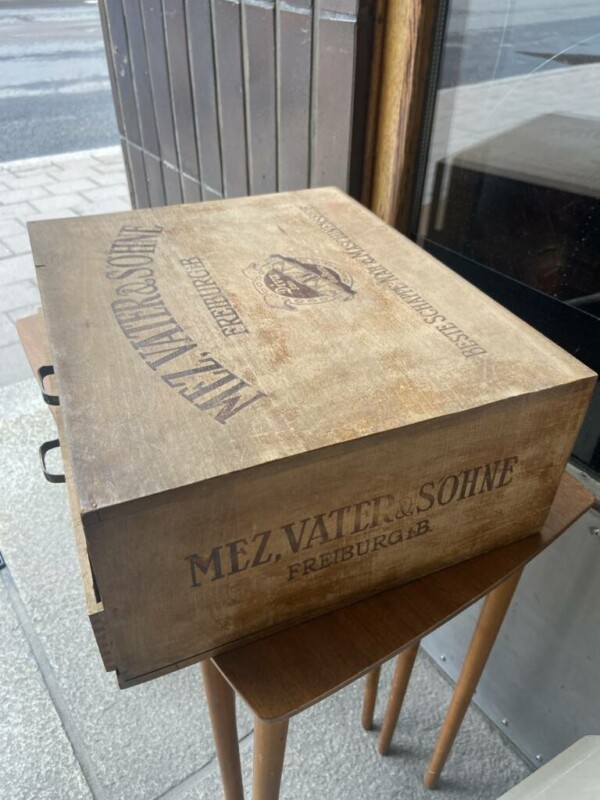 MEZ, VATER & SÖHNE
FREIBURG i/B.
BESTE SCHAPPE
MEZ, VATER & SÖHNE
FREIBURG i/B.